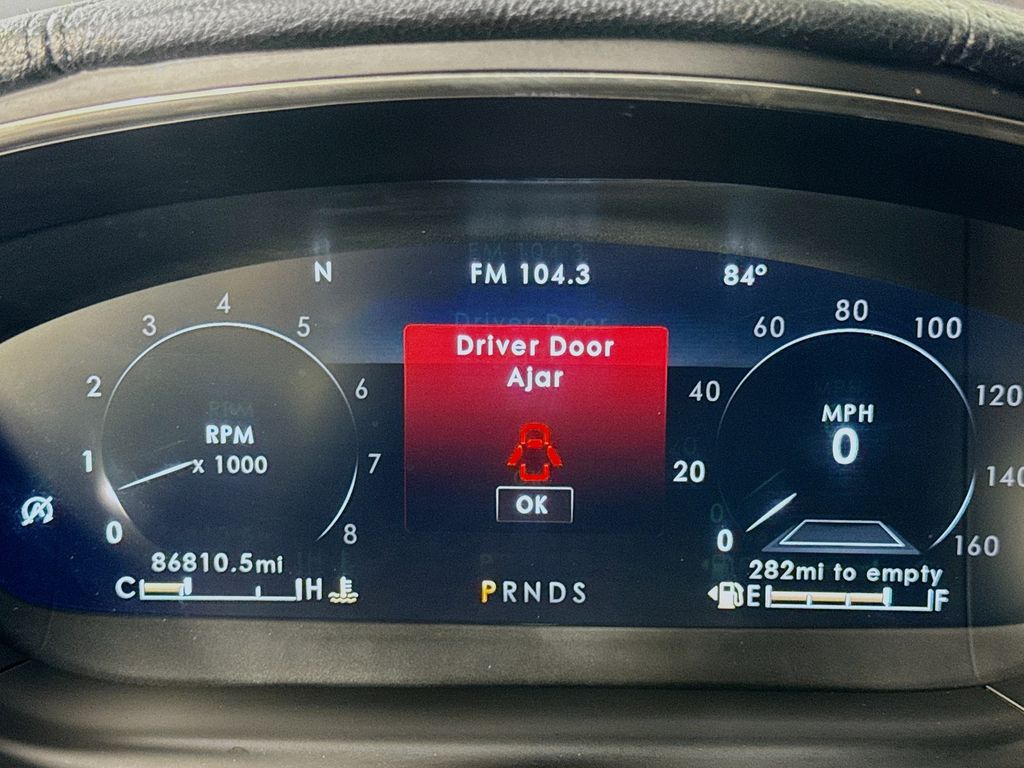 N
FM 104.3
84°
Driver Door
Ajar
OK
0
1
2
3
4
5
6
7
8
RPM
x 1000
0
20
40
60
80
100
120
140
160
MPH
0
86810.5mi
C
H
PRNDS
282mi to empty
E
F